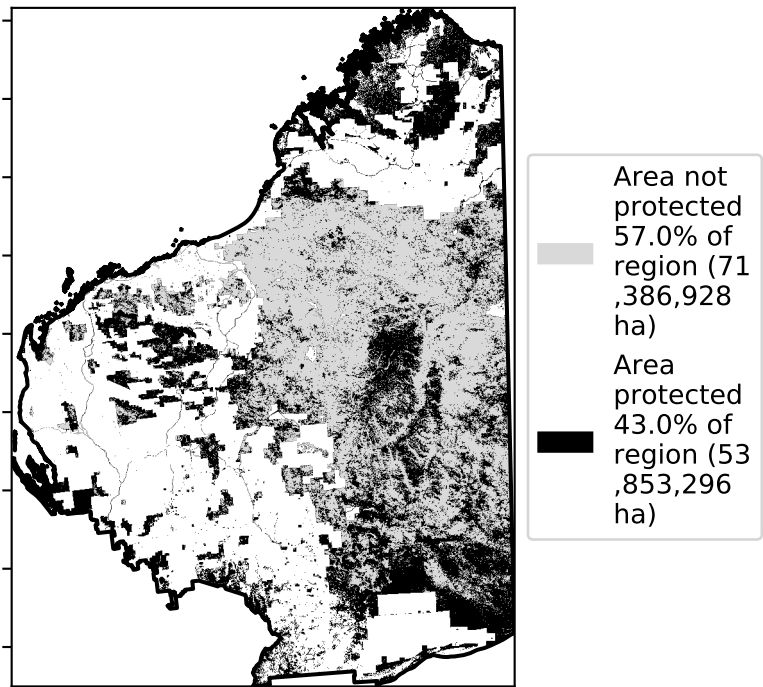 Area not
protected
57.0% of
region (71
,386,928
ha)
Area
protected
43.0% of
region (53
,853,296
ha)